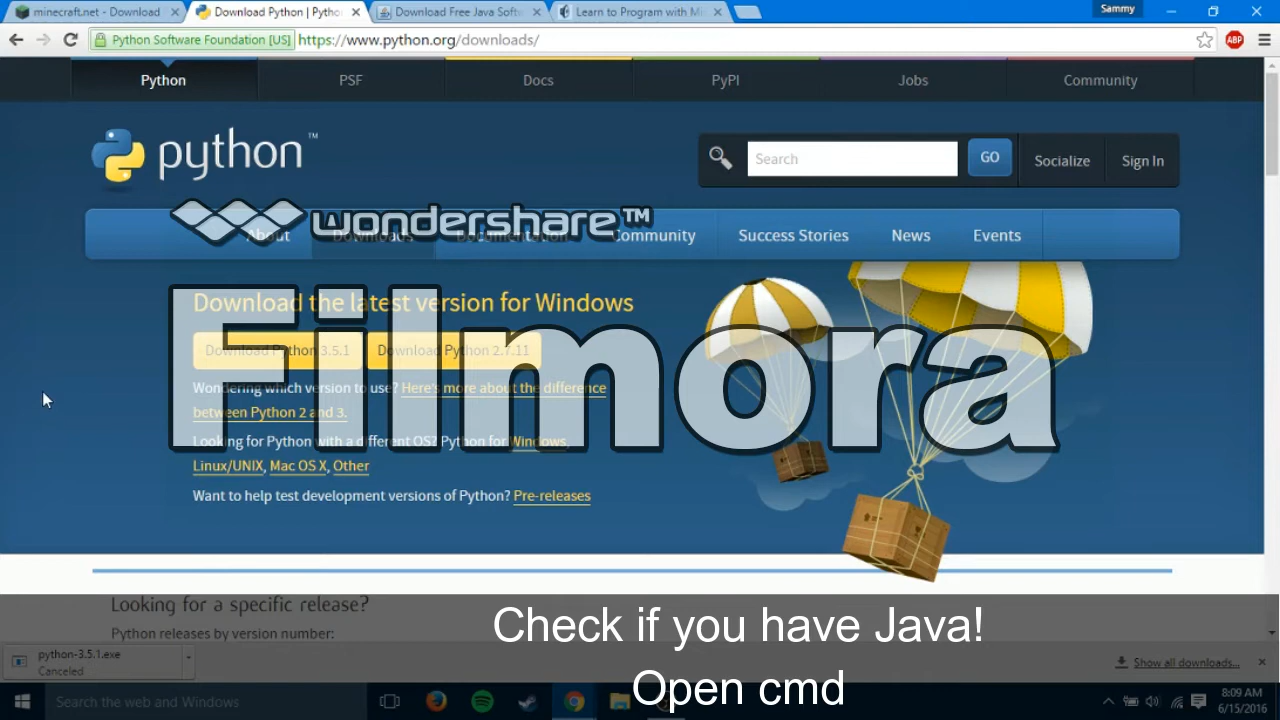 minecraft.net - Download
Download Python | Pytho
Download Free Java Softw
Learn to Program with Mi
Sammy
Python Software Foundation [US]
https://www.python.org/downloads/
ABP
Python
PSF
Docs
PyPI
Jobs
Community
python™
Search
GO
Socialize
Sign In
wondershare™
About
Downloads
Documentation
Community
Success Stories
News
Events
Filmora
Download the latest version for Windows
Download Python 3.5.1
Download Python 2.7.11
Wondering which version to use? Here's more about the difference
between Python 2 and 3.
Looking for Python with a different OS? Python for Windows,
Linux/UNIX, Mac OS X, Other
Want to help test development versions of Python? Pre-releases
Looking for a specific release?
Python releases by version number:
Check if you have Java!
python-3.5.1.exe
Canceled
Show all downloads...
Open cmd
Search the web and Windows
8:09 AM
6/15/2016